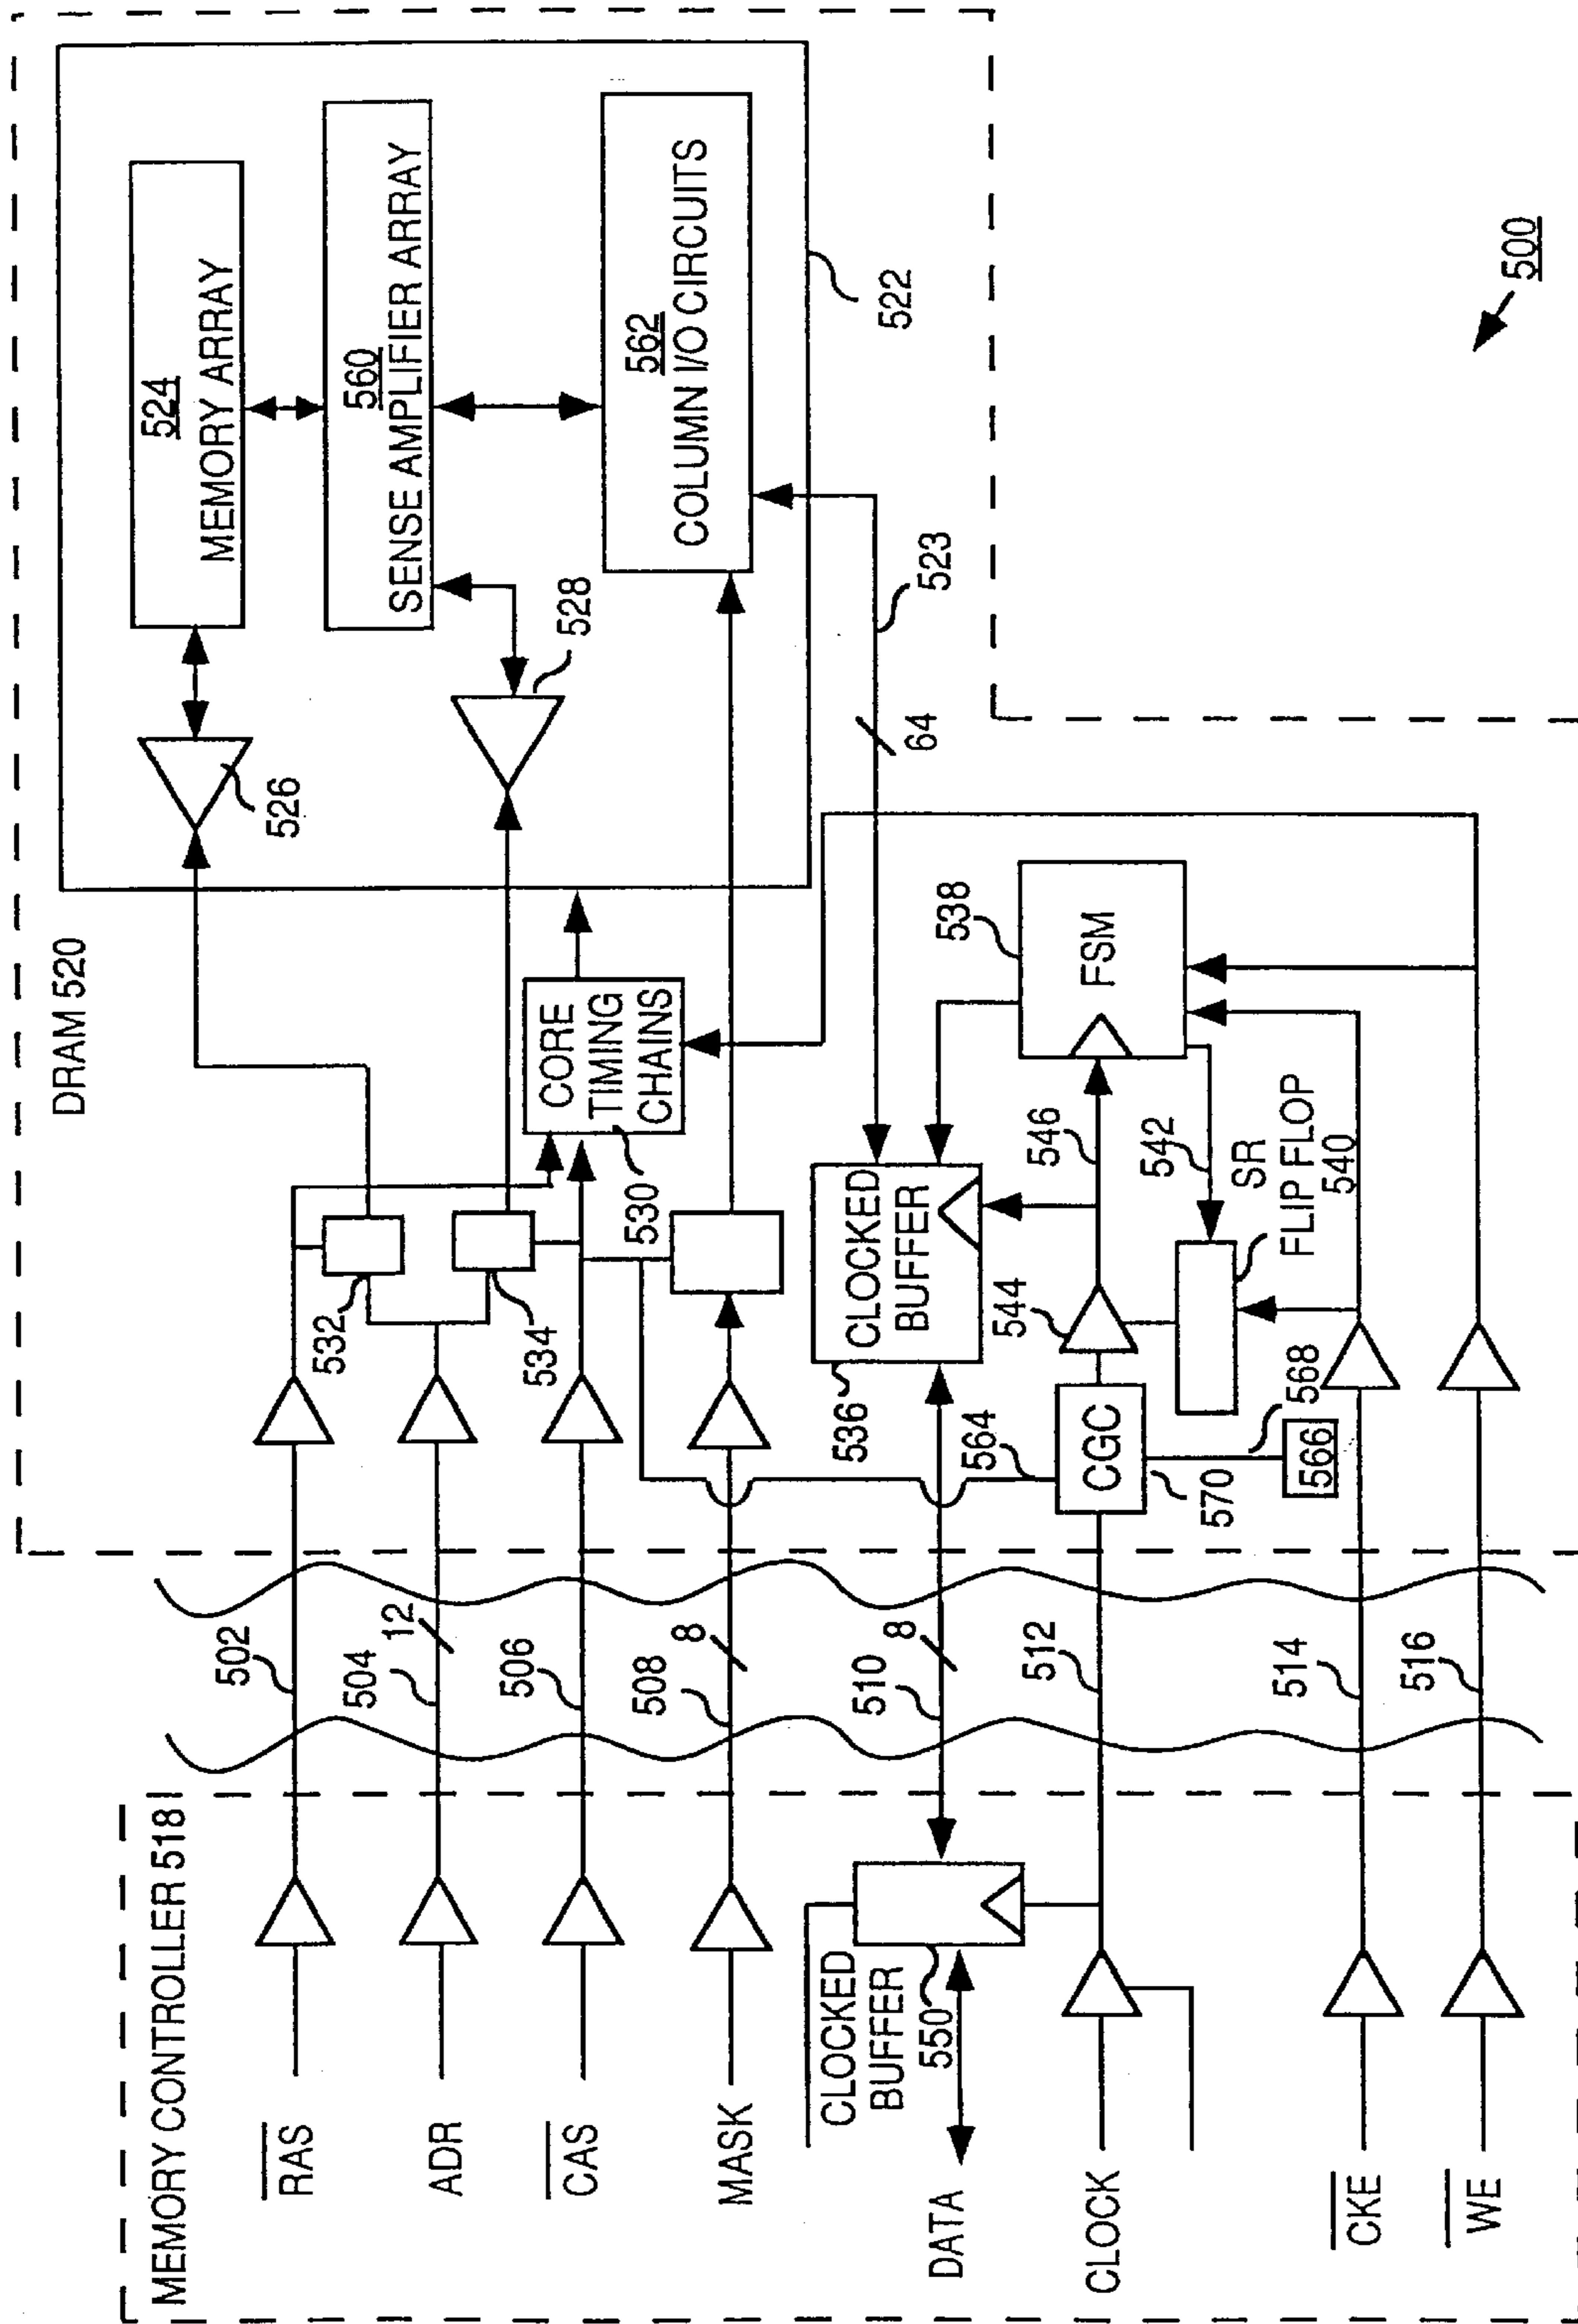 MEMORY CONTROLLER 518
RAS
ADR
CAS
MASK
CLOCKED
BUFFER
550
DATA
CLOCK
CKE
WE
502
504
12
506
508
8
510
8
512
514
516
DRAM 520
532
534
530
CORE
TIMING
CHAINS
536
CLOCKED
BUFFER
564
CGC
570
568
566
544
546
542
SR
FLIP FLOP
540
538
FSM
526
528
524
MEMORY ARRAY
560
SENSE AMPLIFIER ARRAY
562
COLUMN I/O CIRCUITS
522
523
64
500